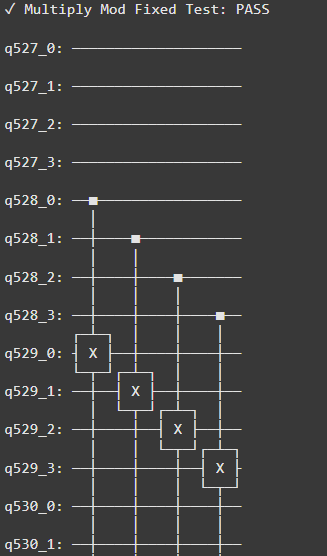 ✓ Multiply Mod Fixed Test: PASS
q527_0:
q527_1:
q527_2:
q527_3:
q528_0:
q528_1:
q528_2:
q528_3:
q529_0: X
q529_1: X
q529_2: X
q529_3: X
q530_0:
q530_1: